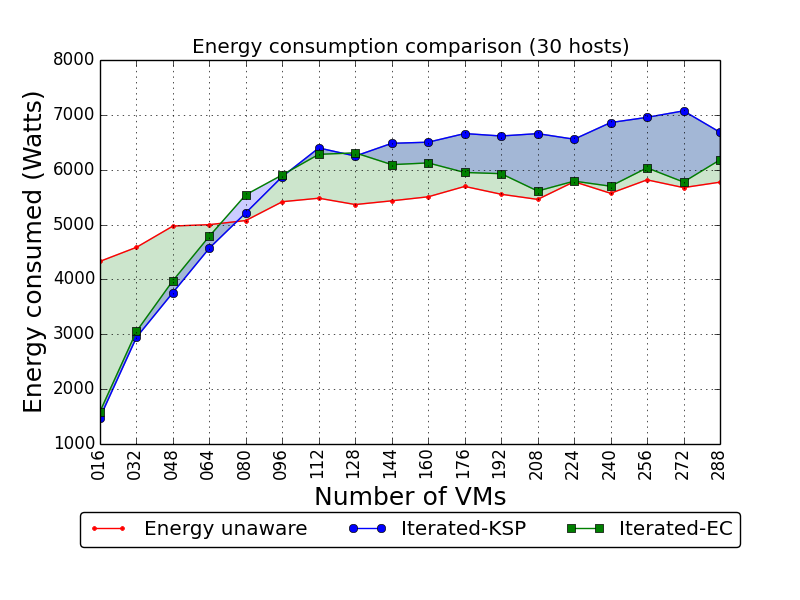 Energy consumption comparison (30 hosts)
8000
7000
6000
5000
4000
3000
2000
1000
Energy consumed (Watts)
016 032 048 064 080 096 112 128 144 160 176 192 208 224 240 256 272 288
Number of VMs
Energy unaware Iterated-KSP Iterated-EC